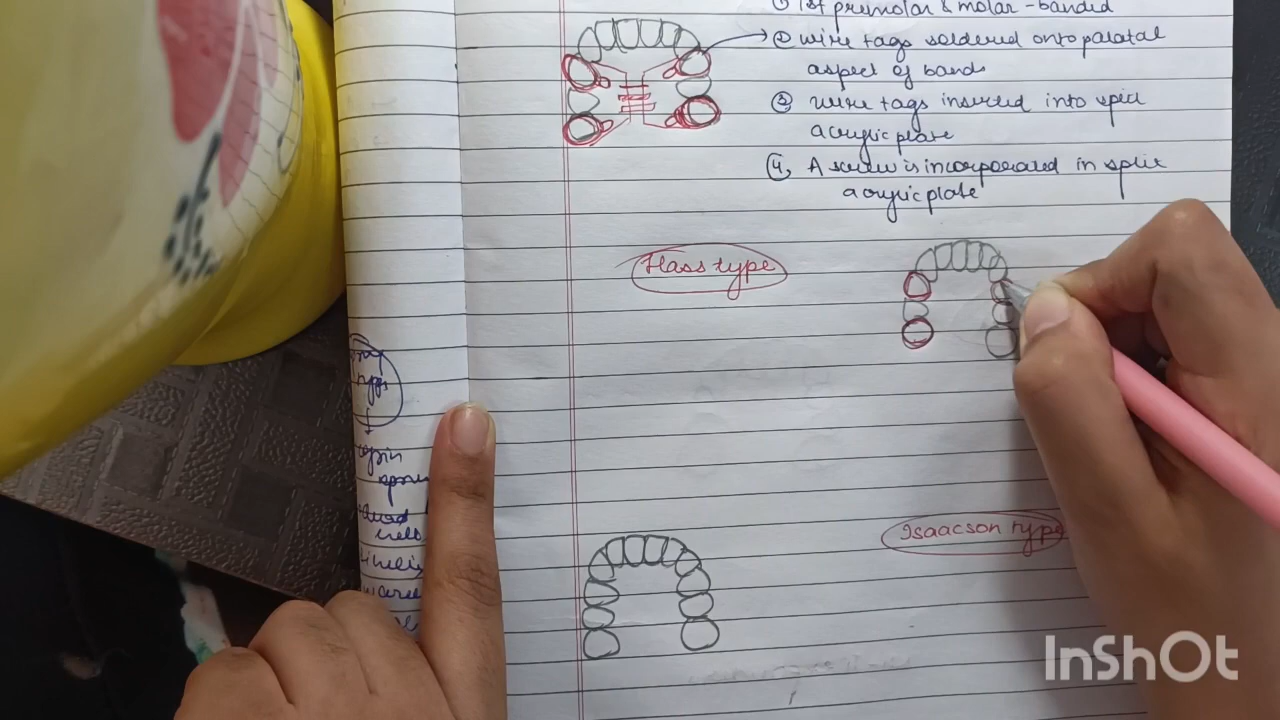 ① 1st premolar & molar - banded
② wire tags soldered onto palatal
aspect of bands
③ wire tags inserted into split
acrylic plate
④ A screw is incorporated in split
acrylic plate
Hass type
Isaacson type
InShOt